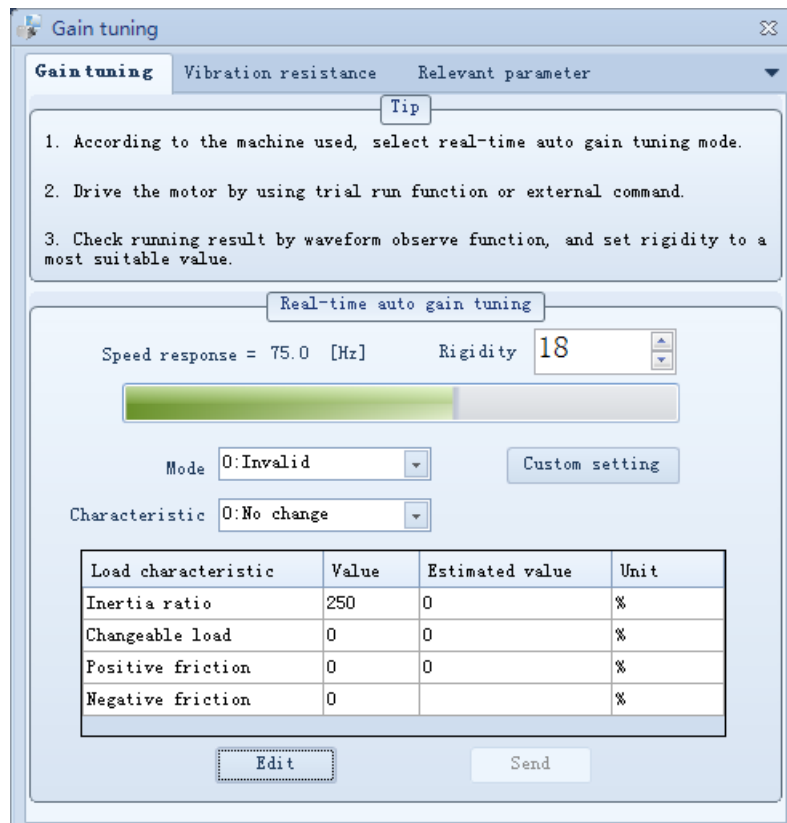 Gain tuning
Gain tuning Vibration resistance Relevant parameter
Tip
1. According to the machine used, select real-time auto gain tuning mode.
2. Drive the motor by using trial run function or external command.
3. Check running result by waveform observe function, and set rigidity to a
most suitable value.
Real-time auto gain tuning
Speed response = 75.0 [Hz] Rigidity 18
Mode 0:Invalid Custom setting
Characteristic 0:No change
Load characteristic Value Estimated value Unit
Inertia ratio 250 0 %
Changeable load 0 0 %
Positive friction 0 0 %
Negative friction 0 %
Edit Send